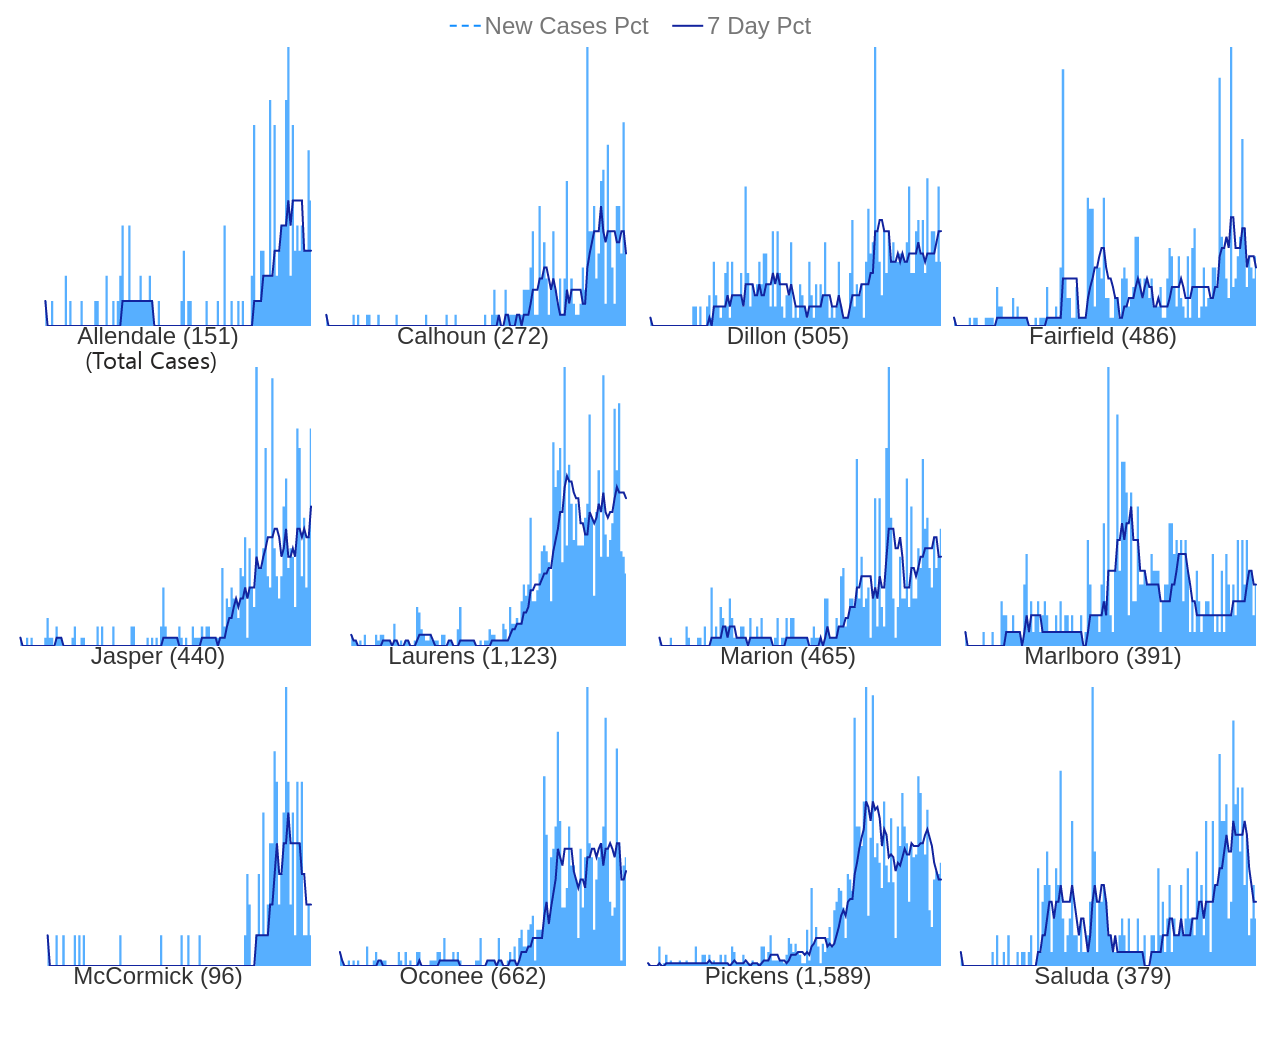 New Cases Pct 7 Day Pct
Allendale (151) Calhoun (272) Dillon (505) Fairfield (486)
(Total Cases)
Jasper (440) Laurens (1,123) Marion (465) Marlboro (391)
McCormick (96) Oconee (662) Pickens (1,589) Saluda (379)